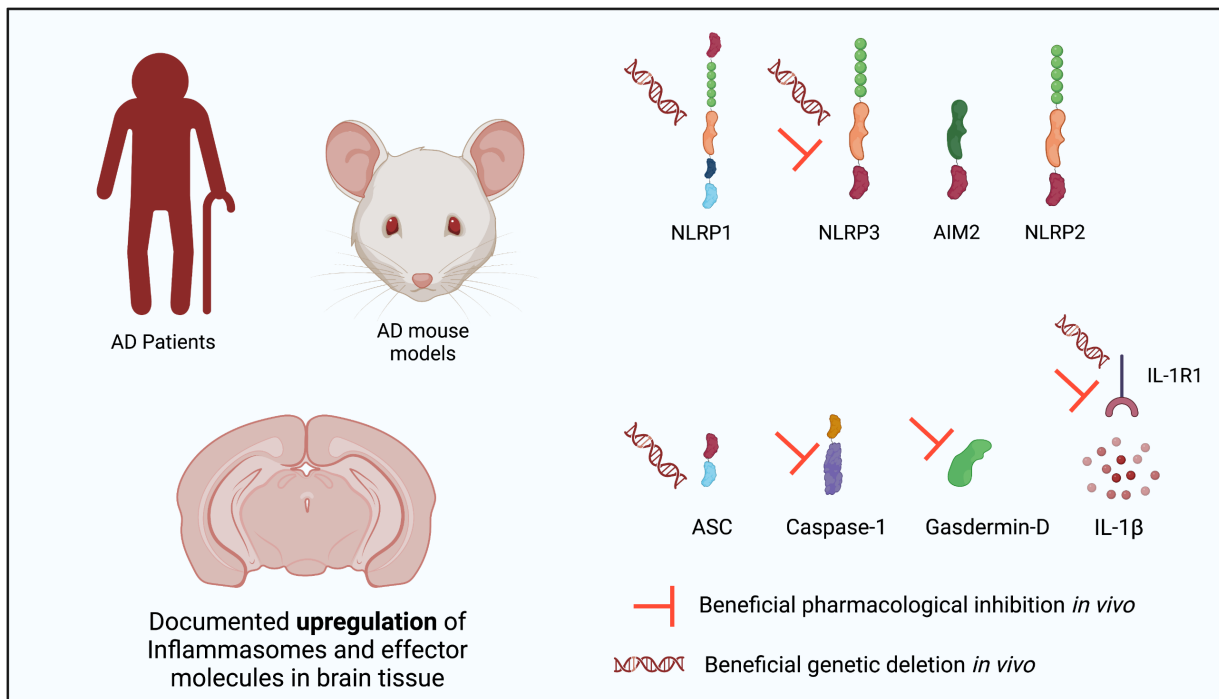 AD Patients
AD mouse
models
NLRP1
NLRP3
AIM2
NLRP2
IL-1R1
ASC
Caspase-1
Gasdermin-D
IL-1β
Documented upregulation of
Inflammasomes and effector
molecules in brain tissue
Beneficial pharmacological inhibition in vivo
Beneficial genetic deletion in vivo